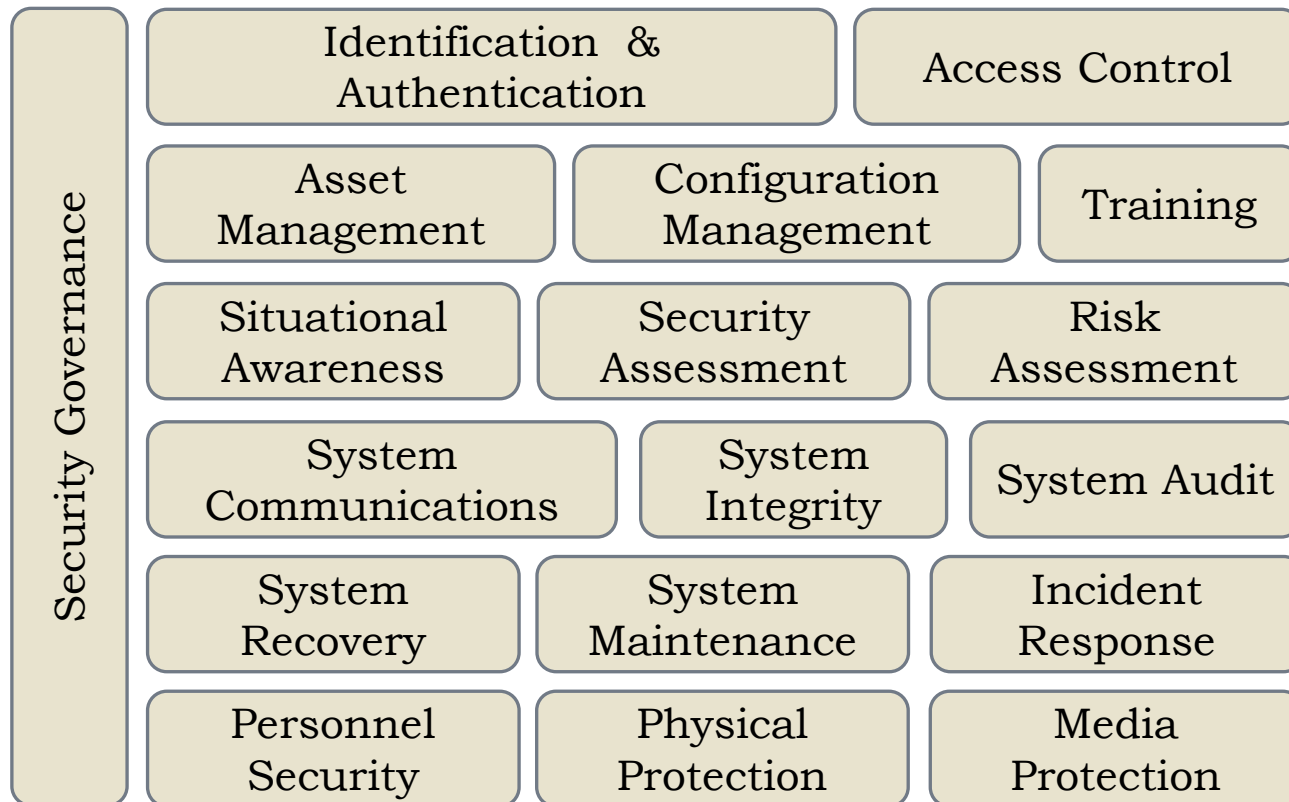 Security Governance
Identification &
Authentication
Access Control
Asset
Management
Configuration
Management
Training
Situational
Awareness
Security
Assessment
Risk
Assessment
System
Communications
System
Integrity
System Audit
System
Recovery
System
Maintenance
Incident
Response
Personnel
Security
Physical
Protection
Media
Protection